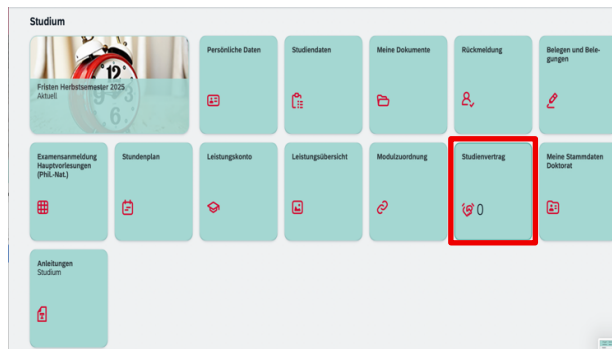 Studium
Fristen Herbstsemester 2025
Aktuell
Persönliche Daten
Studiendaten
Meine Dokumente
Rückmeldung
Belegen und Bele-
gungen
Examensanmeldung
Hauptvorlesungen
(Phil.-Nat.)
Stundenplan
Leistungskonto
Leistungsübersicht
Modulzuordnung
Studienvertrag
0
Meine Stammdaten
Doktorat
Anleitungen
Studium